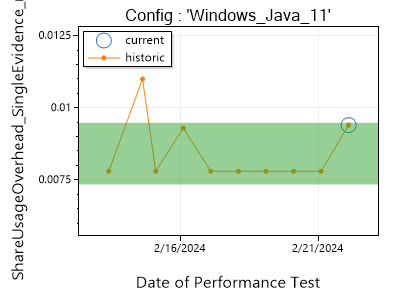 Config : 'Windows_Java_11'
current
historic
0.0125
0.01
0.0075
ShareUsageOverhead_SingleEvidence_
2/16/2024
2/21/2024
Date of Performance Test